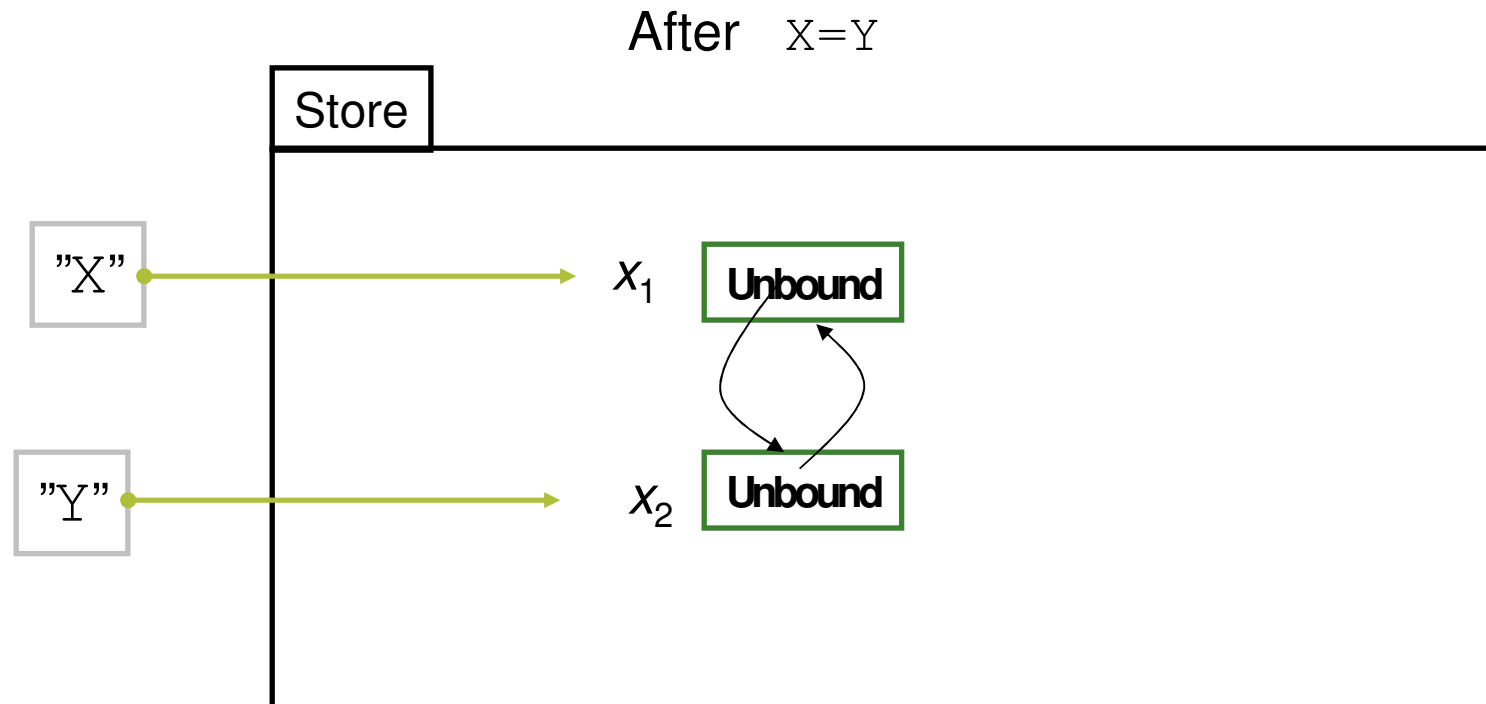 After X=Y
Store
”X”
x1
Unbound
”Y”
x2
Unbound